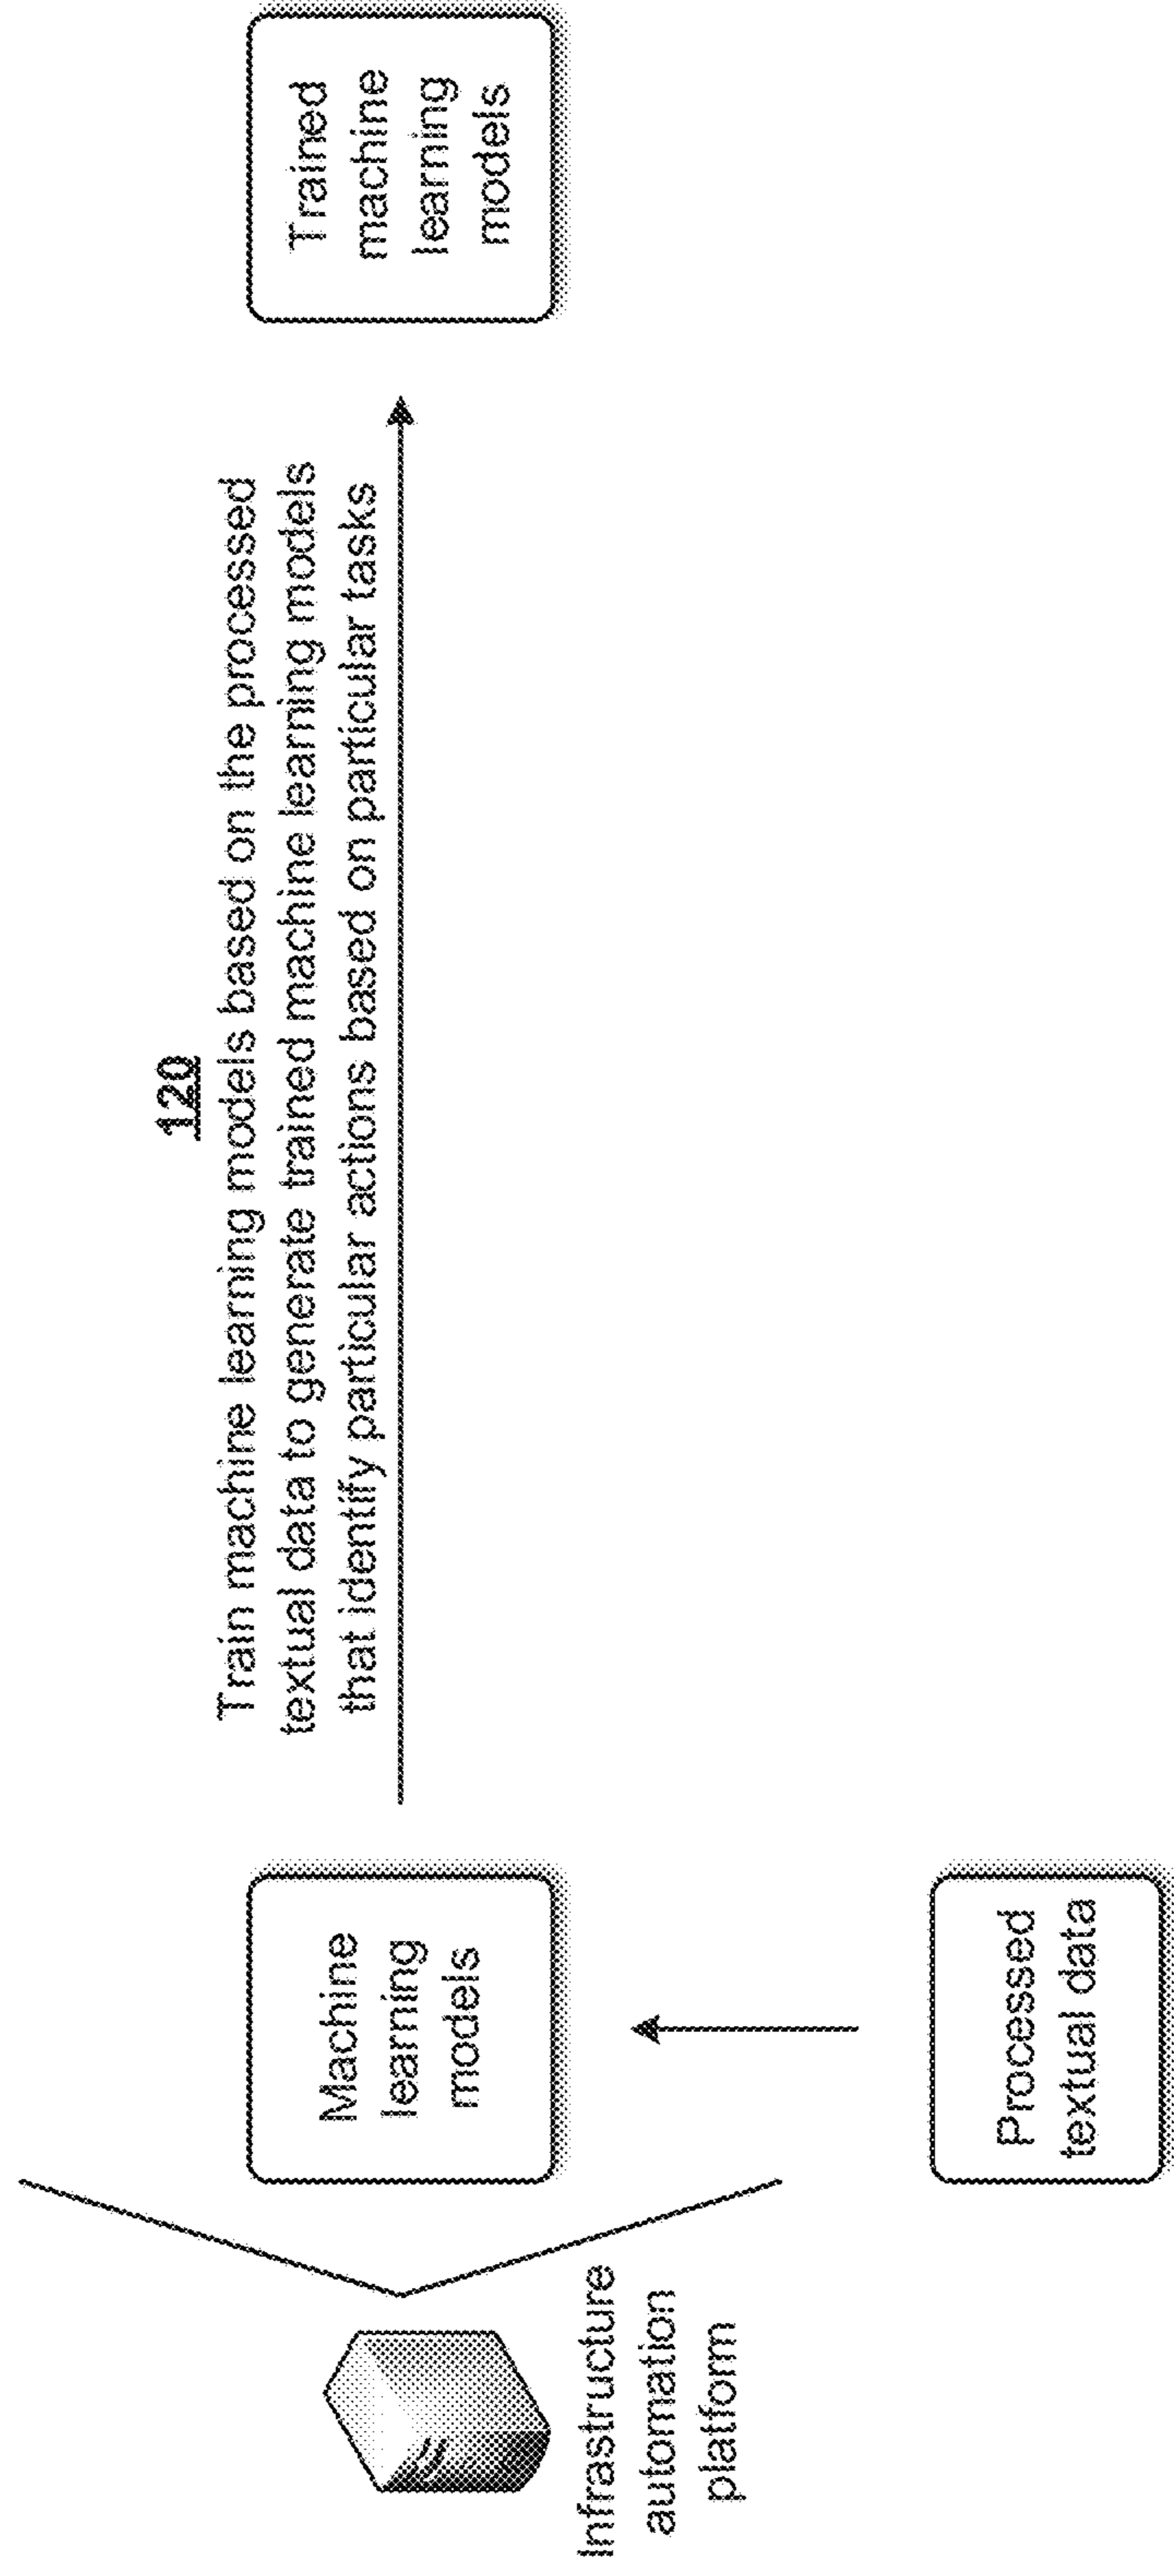 120
Train machine learning models based on the processed
textual data to generate trained machine learning models
that identify particular actions based on particular tasks
Infrastructure
automation
platform
Machine
learning
models
Trained
machine
learning
models
Processed
textual data